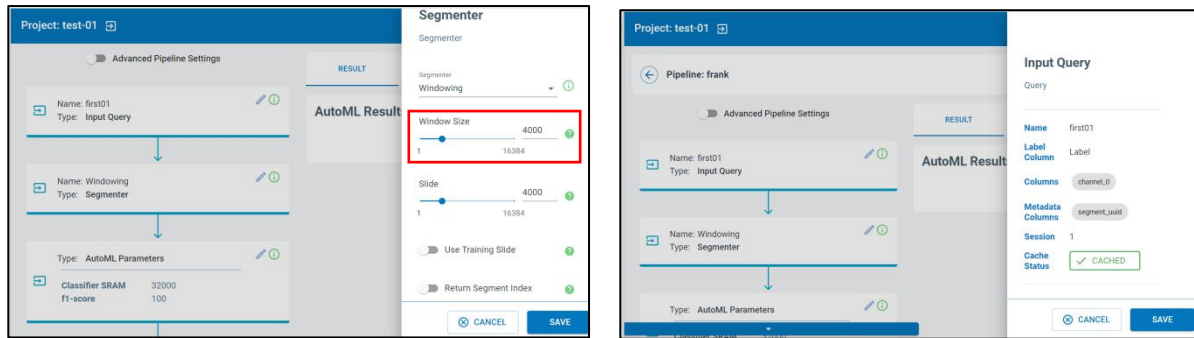 Project: test-01
Advanced Pipeline Settings
Name: first01
Type: Input Query
Name: Windowing
Type: Segmenter
Type: AutoML Parameters
Classifier SRAM 32000
f1-score 100
RESULT
AutoML Result
Segmenter
Segmenter
Segmenter
Windowing
Window Size
4000
1 16384
Slide
4000
1 16384
Use Training Slide
Return Segment Index
CANCEL SAVE
Project: test-01
Pipeline: frank
Advanced Pipeline Settings
Name: first01
Type: Input Query
Name: Windowing
Type: Segmenter
Type: AutoML Parameters
RESULT
AutoML Results
Input Query
Query
Name first01
Label Column Label
Columns channel_0
Metadata Columns segment_uuid
Session 1
Cache Status CACHED
CANCEL SAVE